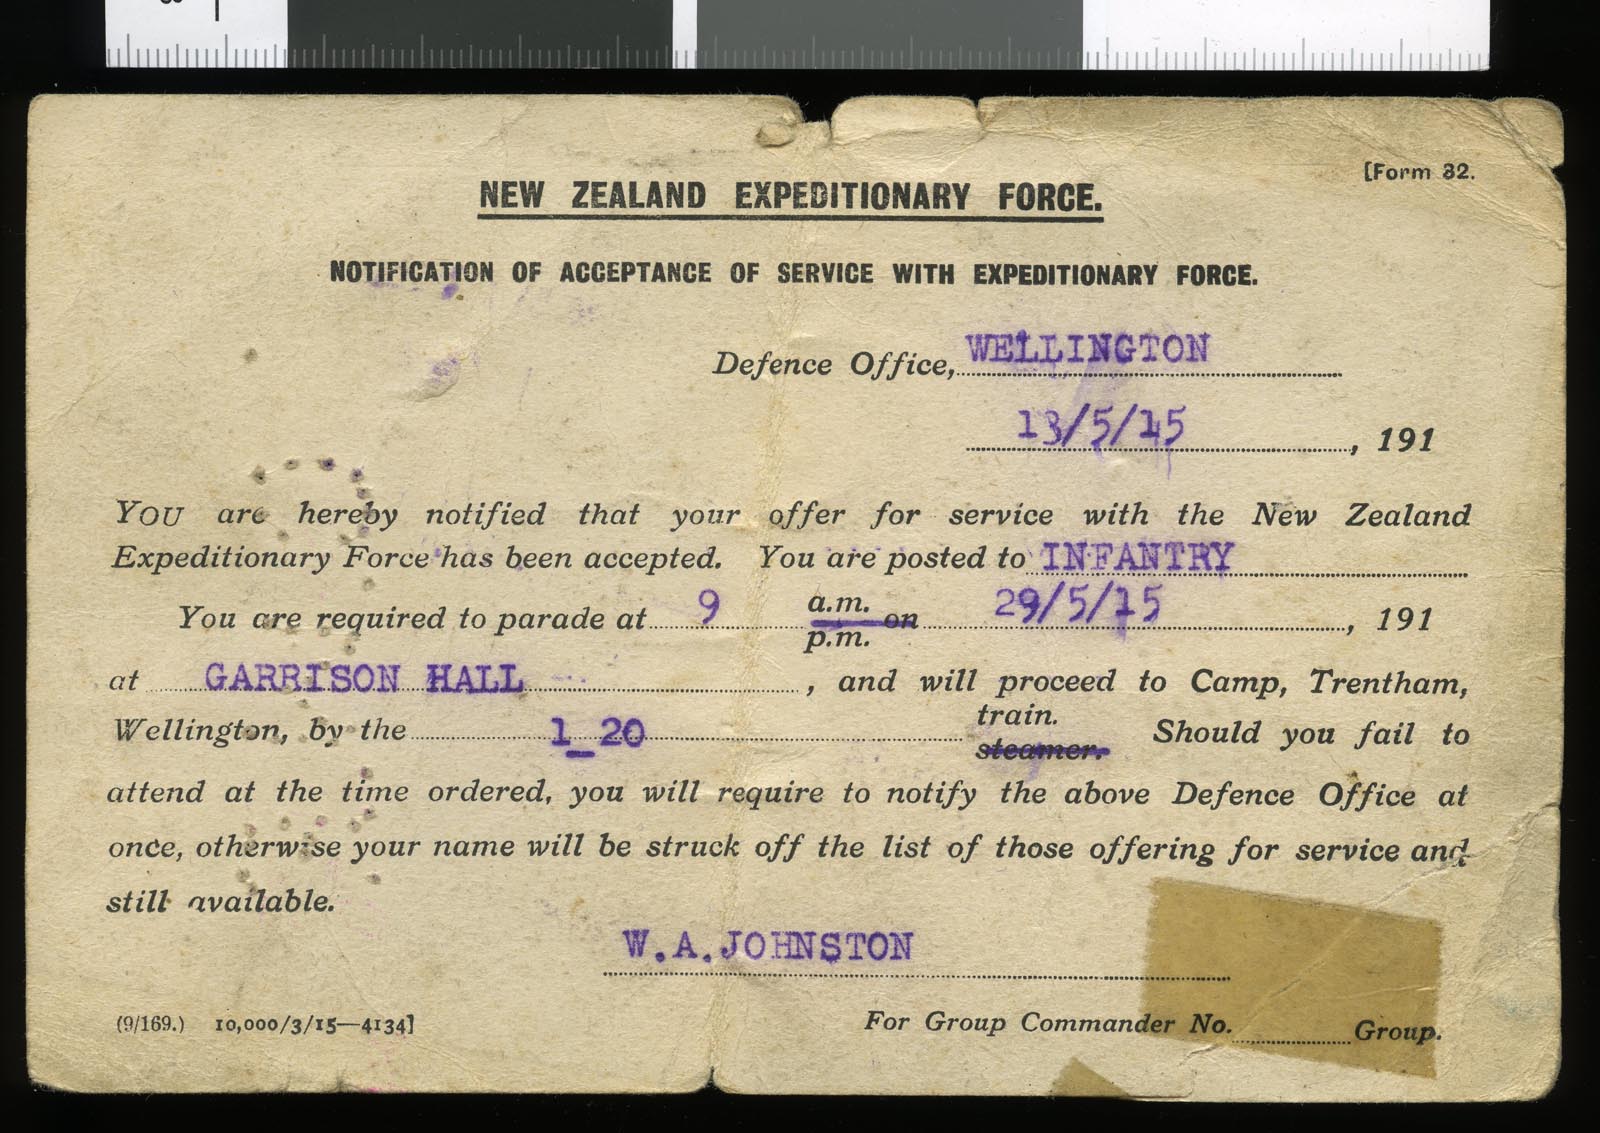 [Form 32.
NEW ZEALAND EXPEDITIONARY FORCE.
NOTIFICATION OF ACCEPTANCE OF SERVICE WITH EXPEDITIONARY FORCE.
Defence Office, WELLINGTON
13/5/15, 191
YOU are hereby notified that your offer for service with the New Zealand
Expeditionary Force has been accepted. You are posted to INFANTRY
You are required to parade at 9 a.m. p.m. on 29/5/15, 191
at GARRISON HALL, and will proceed to Camp, Trentham,
Wellington, by the 1_20 train. steamer. Should you fail to
attend at the time ordered, you will require to notify the above Defence Office at
once, otherwise your name will be struck off the list of those offering for service and
still available.
W.A.JOHNSTON
(9/169.) 10,000/3/15—4134]
For Group Commander No. Group.